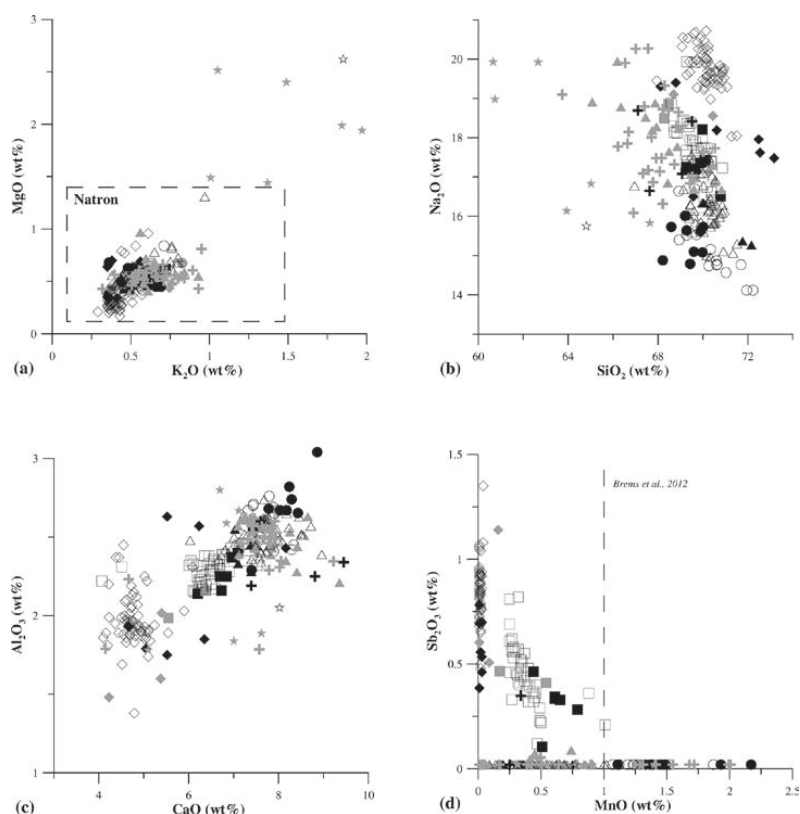 3
2
1
0
MgO (wt%)
Natron
0
0.5
1
1.5
2
(a)
K₂O (wt%)
20
18
16
14
Na₂O (wt%)
60
64
68
72
(b)
SiO₂ (wt%)
3
2
1
Al₂O₃ (wt%)
4
6
8
10
(c)
CaO (wt%)
1.5
1
0.5
0
Sb₂O₃ (wt%)
Brems et al., 2012
0
0.5
1
1.5
2
2.5
(d)
MnO (wt%)